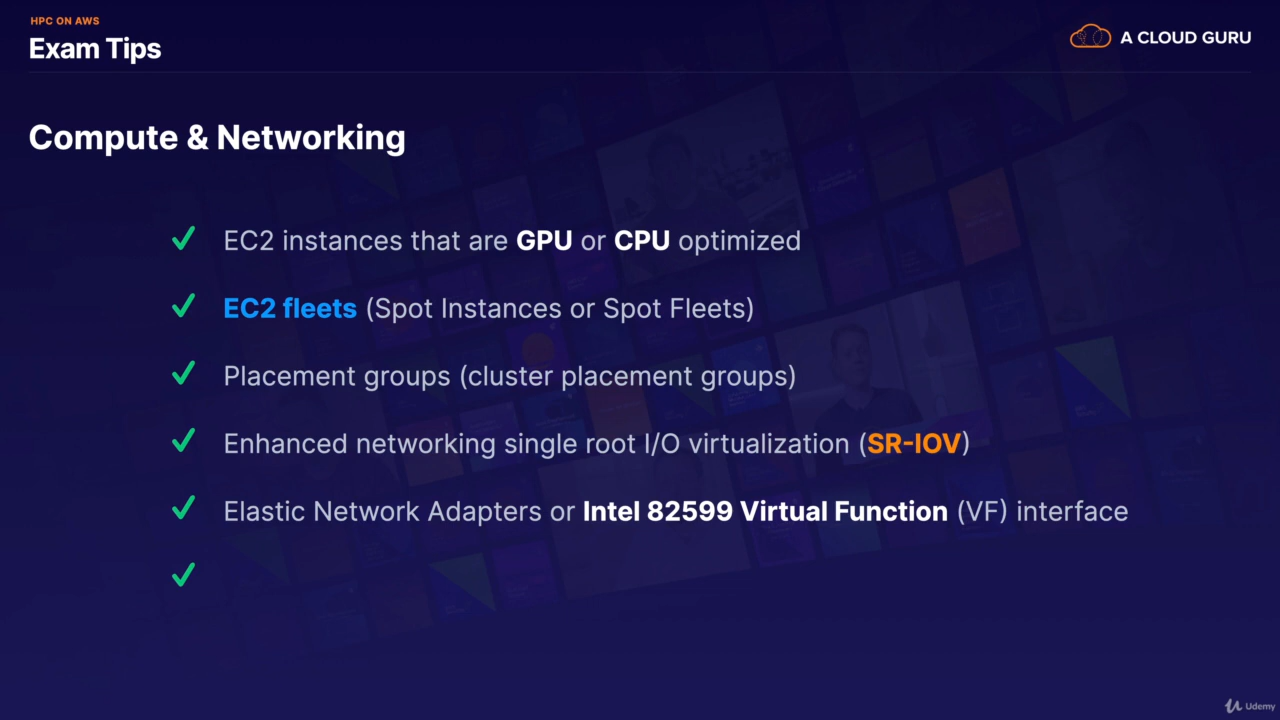 HPC ON AWS
Exam Tips
A CLOUD GURU
Compute & Networking
EC2 instances that are GPU or CPU optimized
EC2 fleets (Spot Instances or Spot Fleets)
Placement groups (cluster placement groups)
Enhanced networking single root I/O virtualization (SR-IOV)
Elastic Network Adapters or Intel 82599 Virtual Function (VF) interface
Udemy